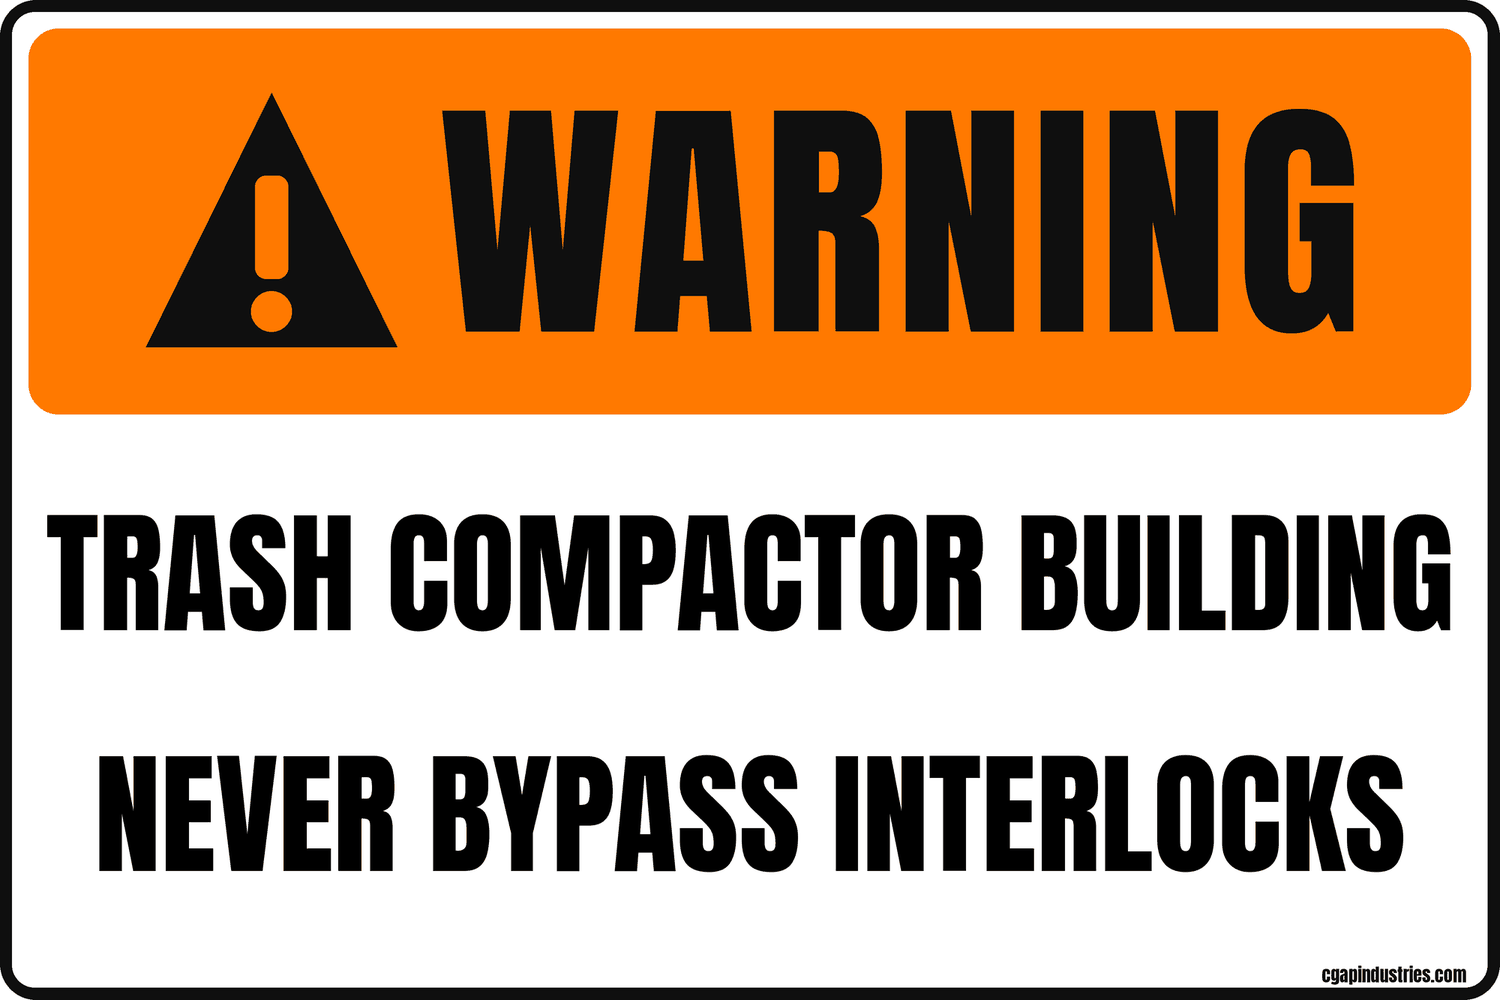 WARNING
TRASH COMPACTOR BUILDING
NEVER BYPASS INTERLOCKS
cgapindustries.com